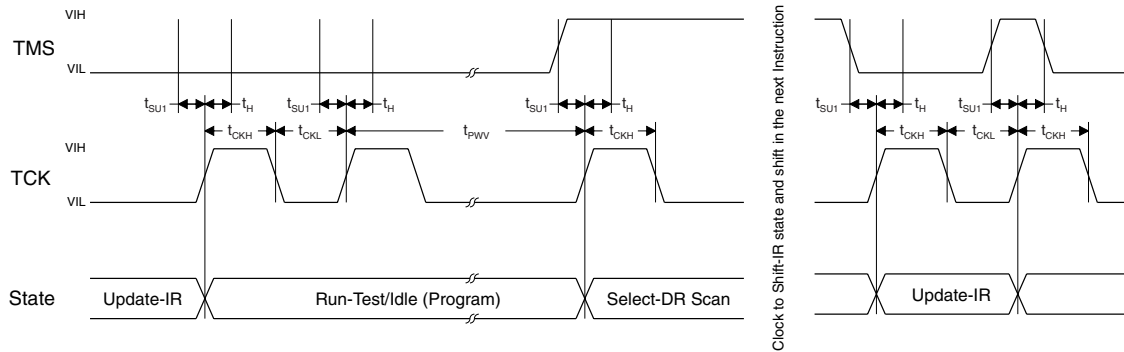 VIH
TMS
VIL
tSU1 tH tSU1 tH tSU1 tH tSU1 tH tSU1 tH
tCKH tCKL tPWV tCKH tCKH tCKL tCKH
VIH
TCK
VIL
State
Update-IR
Run-Test/Idle (Program)
Select-DR Scan
Clock to Shift-IR state and shift in the next Instruction
Update-IR